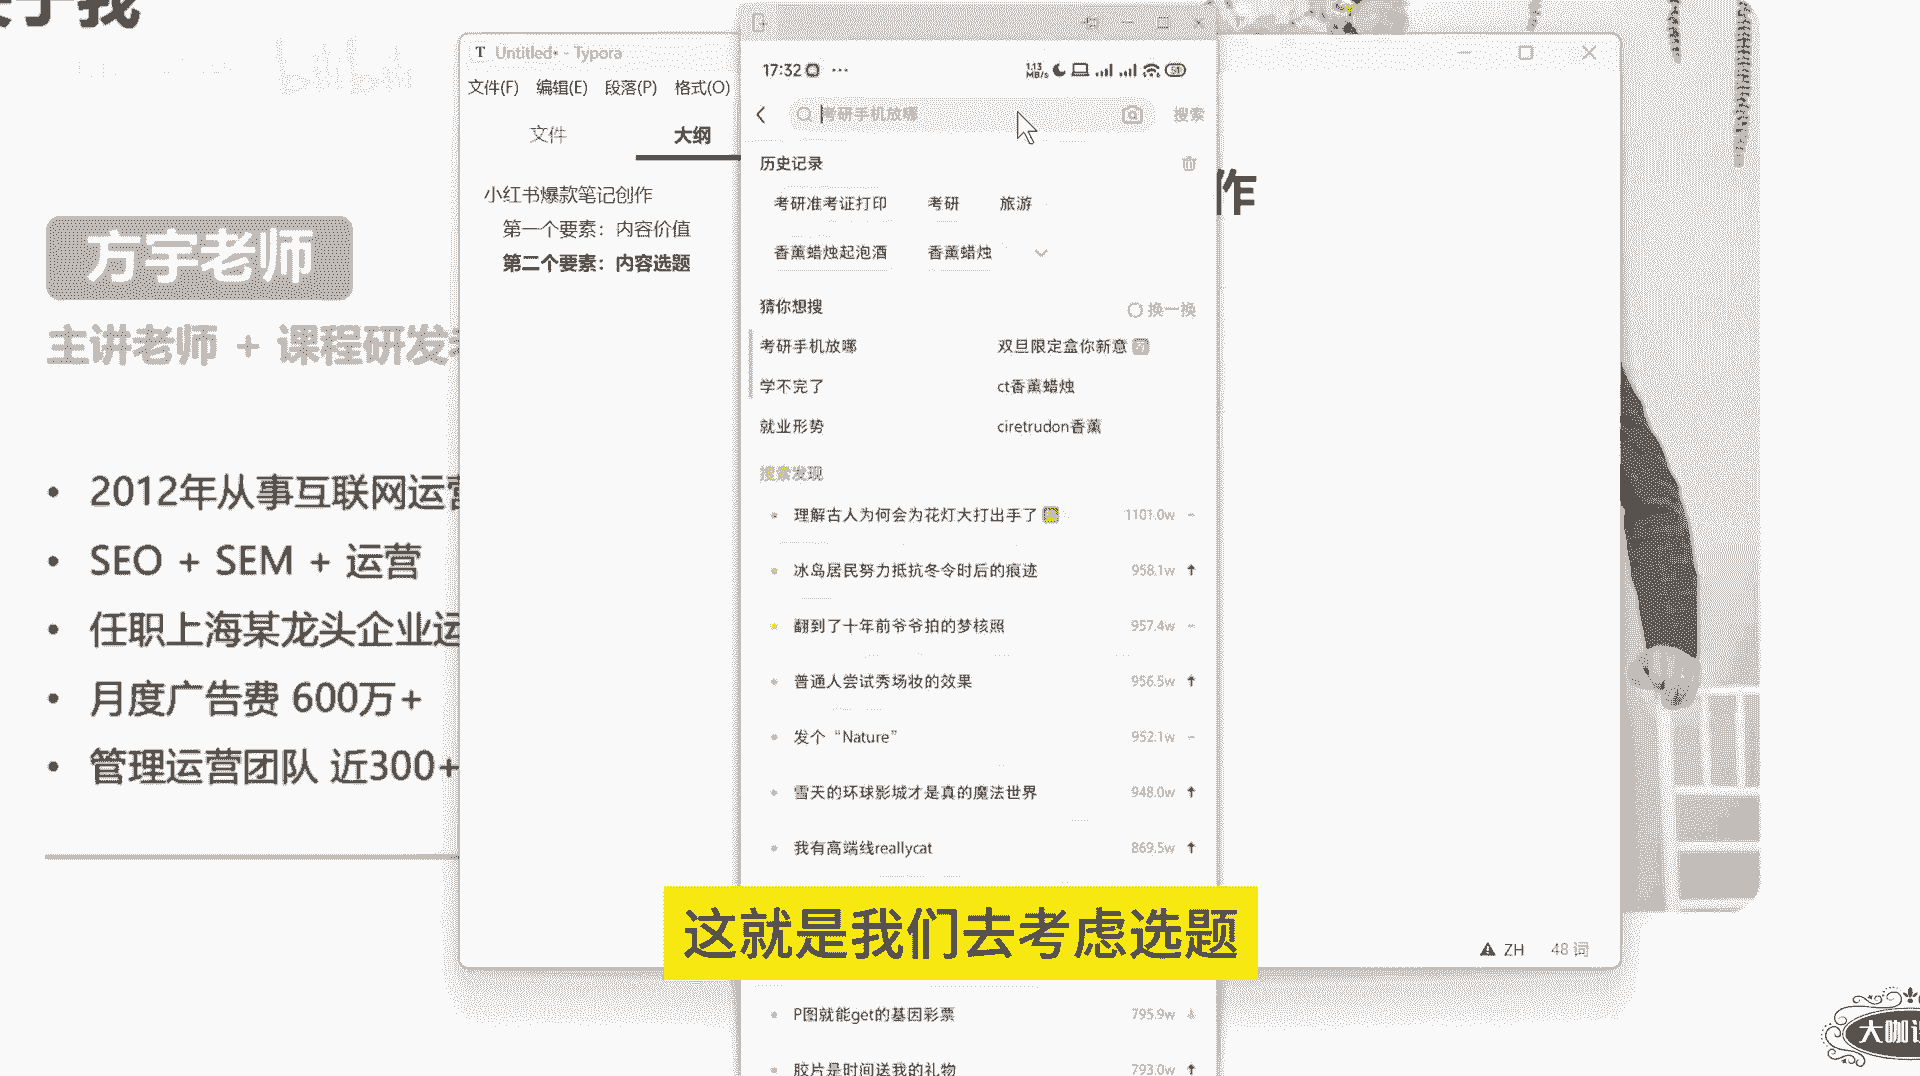 于我
bilibili
方宇老师
主讲老师 + 课程研发
• 2012年从事互联网运营
• SEO + SEM + 运营
• 任职上海某龙头企业运
• 月度广告费 600万+
• 管理运营团队 近300+
T Untitled• - Typora
文件(F) 编辑(E) 段落(P) 格式(O)
文件 大纲
小红书爆款笔记创作
第一个要素：内容价值
第二个要素：内容选题
作
17:32 ···
1.13 MB/s
考研手机放哪 搜索
历史记录
考研准考证打印 考研 旅游
香薰蜡烛起泡酒 香薰蜡烛
猜你想搜 换一换
考研手机放哪 双旦限定盒你新意
学不完了 ct香薰蜡烛
就业形势 ciretrudon香薰
搜索发现
理解古人为何会为花灯大打出手了 1101.0w
冰岛居民努力抵抗冬令时后的痕迹 958.1w
翻到了十年前爷爷拍的梦核照 957.4w
普通人尝试秀场妆的效果 956.5w
发个“Nature” 952.1w
雪天的环球影城才是真的魔法世界 948.0w
我有高端线reallycat 869.5w
这就是我们去考虑选题
P图就能get的基因彩票 795.9w
胶片是时间送我的礼物 793.0w
ZH 48 词
大咖